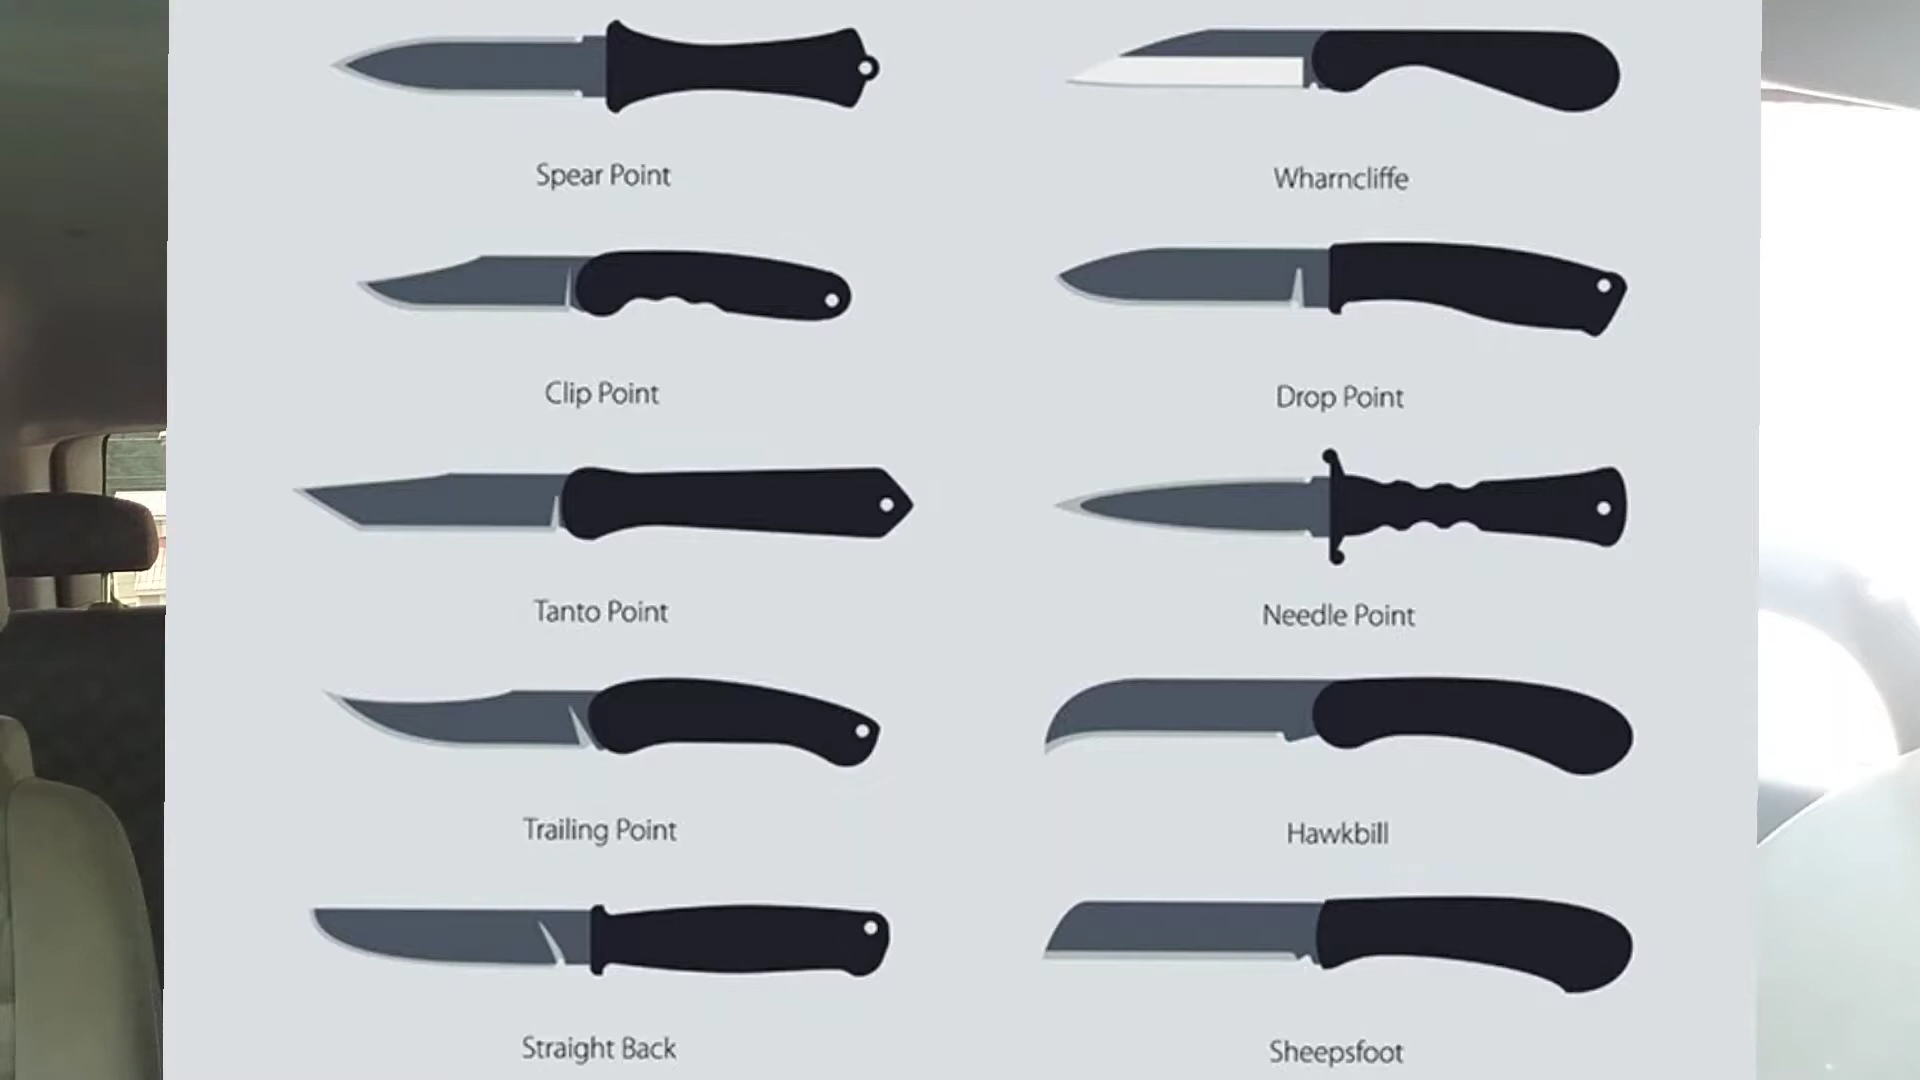 Spear Point
Wharncliffe
Clip Point
Drop Point
Tanto Point
Needle Point
Trailing Point
Hawkbill
Straight Back
Sheepsfoot